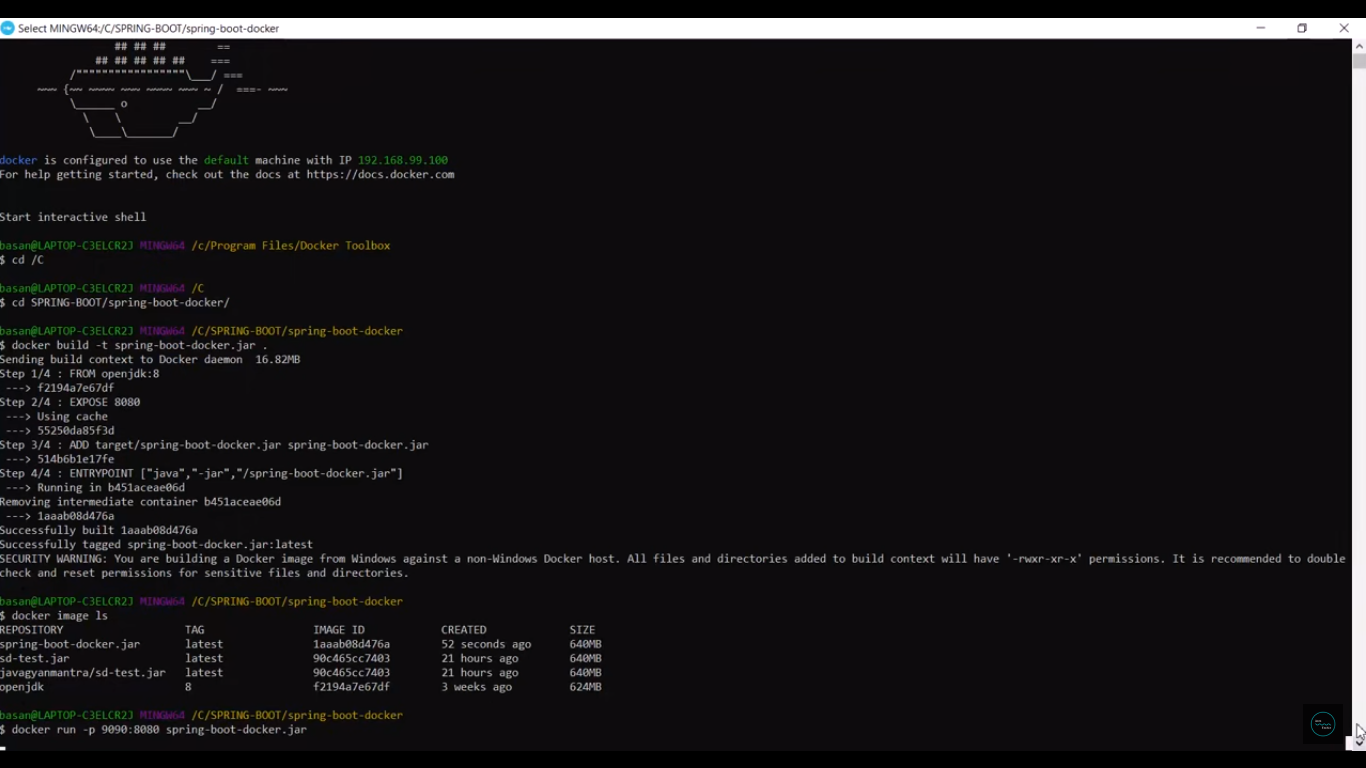 Select MINGW64:/C/SPRING-BOOT/spring-boot-docker
## ## ##        ==
## ## ## ## ##    ===
/"""""""""""""""""\___/ ===
~~~ {~~ ~~~~ ~~~ ~~~~ ~~~ ~ /  ===- ~~~
\______ o           __/
\    \         __/
\____\_______/
docker is configured to use the default machine with IP 192.168.99.100
For help getting started, check out the docs at https://docs.docker.com
Start interactive shell
basan@LAPTOP-C3ELCR2J MINGW64 /c/Program Files/Docker Toolbox
$ cd /C
basan@LAPTOP-C3ELCR2J MINGW64 /C
$ cd SPRING-BOOT/spring-boot-docker/
basan@LAPTOP-C3ELCR2J MINGW64 /C/SPRING-BOOT/spring-boot-docker
$ docker build -t spring-boot-docker.jar .
Sending build context to Docker daemon  16.82MB
Step 1/4 : FROM openjdk:8
---> f2194a7e67df
Step 2/4 : EXPOSE 8080
---> Using cache
---> 55250da85f3d
Step 3/4 : ADD target/spring-boot-docker.jar spring-boot-docker.jar
---> 514b6b1e17fe
Step 4/4 : ENTRYPOINT ["java","-jar","/spring-boot-docker.jar"]
---> Running in b451aceae06d
Removing intermediate container b451aceae06d
---> 1aaab08d476a
Successfully built 1aaab08d476a
Successfully tagged spring-boot-docker.jar:latest
SECURITY WARNING: You are building a Docker image from Windows against a non-Windows Docker host. All files and directories added to build context will have '-rwxr-xr-x' permissions. It is recommended to double
check and reset permissions for sensitive files and directories.
basan@LAPTOP-C3ELCR2J MINGW64 /C/SPRING-BOOT/spring-boot-docker
$ docker image ls
REPOSITORY TAG IMAGE ID CREATED SIZE
spring-boot-docker.jar latest 1aaab08d476a 52 seconds ago 640MB
sd-test.jar latest 90c465cc7403 21 hours ago 640MB
javagyanmantra/sd-test.jar latest 90c465cc7403 21 hours ago 640MB
openjdk 8 f2194a7e67df 3 weeks ago 624MB
basan@LAPTOP-C3ELCR2J MINGW64 /C/SPRING-BOOT/spring-boot-docker
$ docker run -p 9090:8080 spring-boot-docker.jar